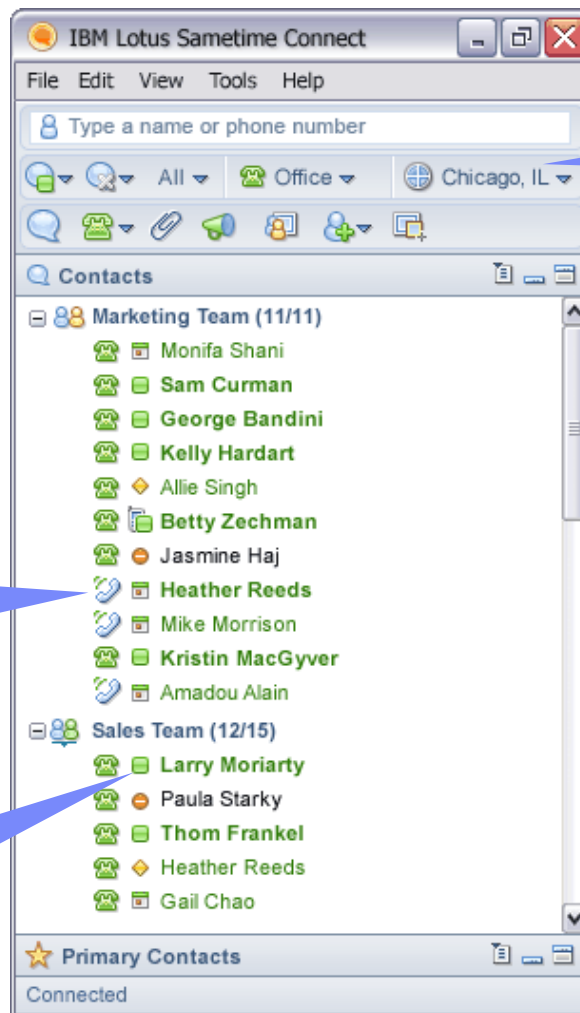 IBM Lotus Sametime Connect
File Edit View Tools Help
Type a name or phone number
All Office Chicago, IL
Contacts
Marketing Team (11/11)
Monifa Shani
Sam Curman
George Bandini
Kelly Hardart
Allie Singh
Betty Zechman
Jasmine Haj
Heather Reeds
Mike Morrison
Kristin MacGyver
Amadou Alain
Sales Team (12/15)
Larry Moriarty
Paula Starky
Thom Frankel
Heather Reeds
Gail Chao
Primary Contacts
Connected